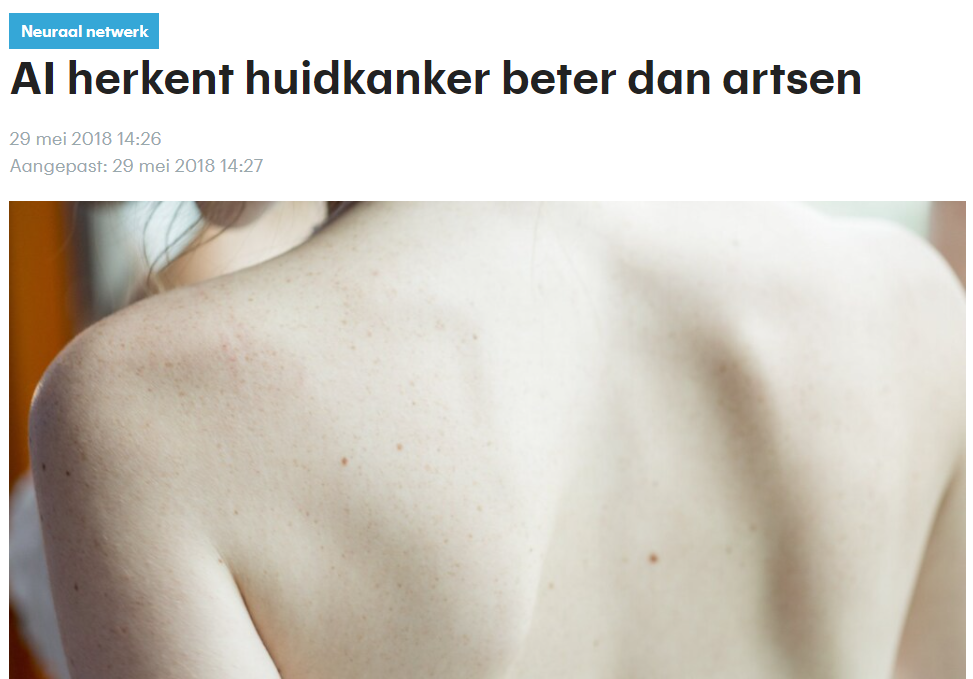 Neuraal netwerk
AI herkent huidkanker beter dan artsen
29 mei 2018 14:26
Aangepast: 29 mei 2018 14:27